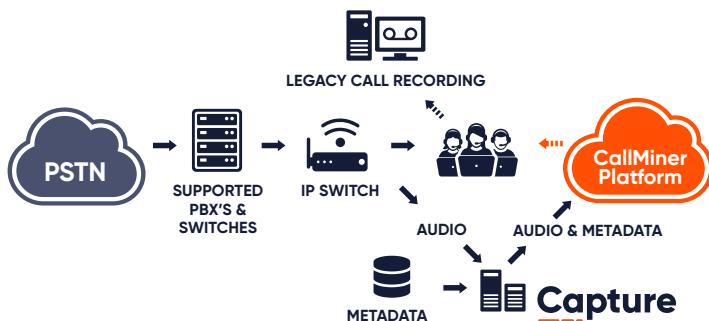 LEGACY CALL RECORDING
PSTN
CallMiner
Platform
SUPPORTED
PBX'S &
SWITCHES
IP SWITCH
AUDIO
AUDIO & METADATA
METADATA
Capture